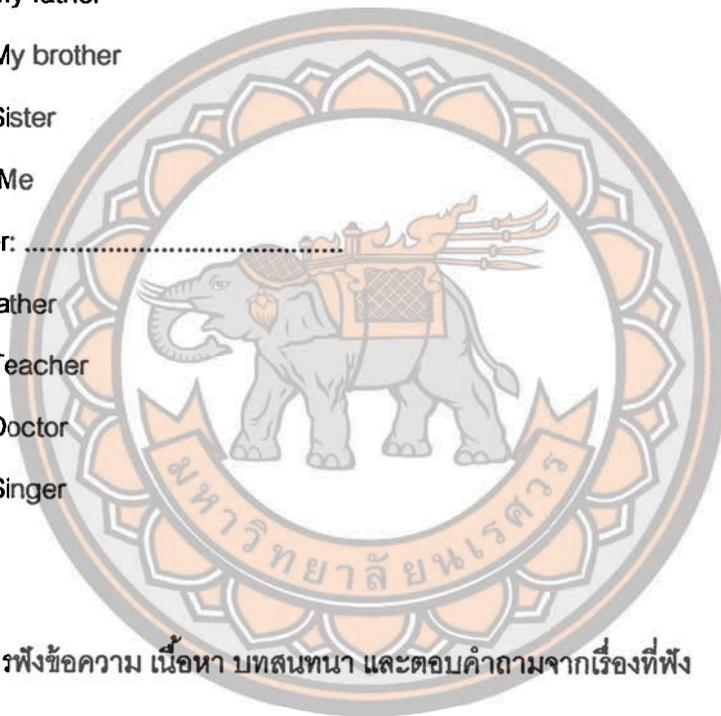 My father
My brother
Sister
Me
r: ....................................
ather
Teacher
Doctor
Singer
มหาวิทยาลัยนเรศวร
รฟังข้อความ เนื้อหา บทสนทนา และตอบคำถามจากเรื่องที่ฟัง